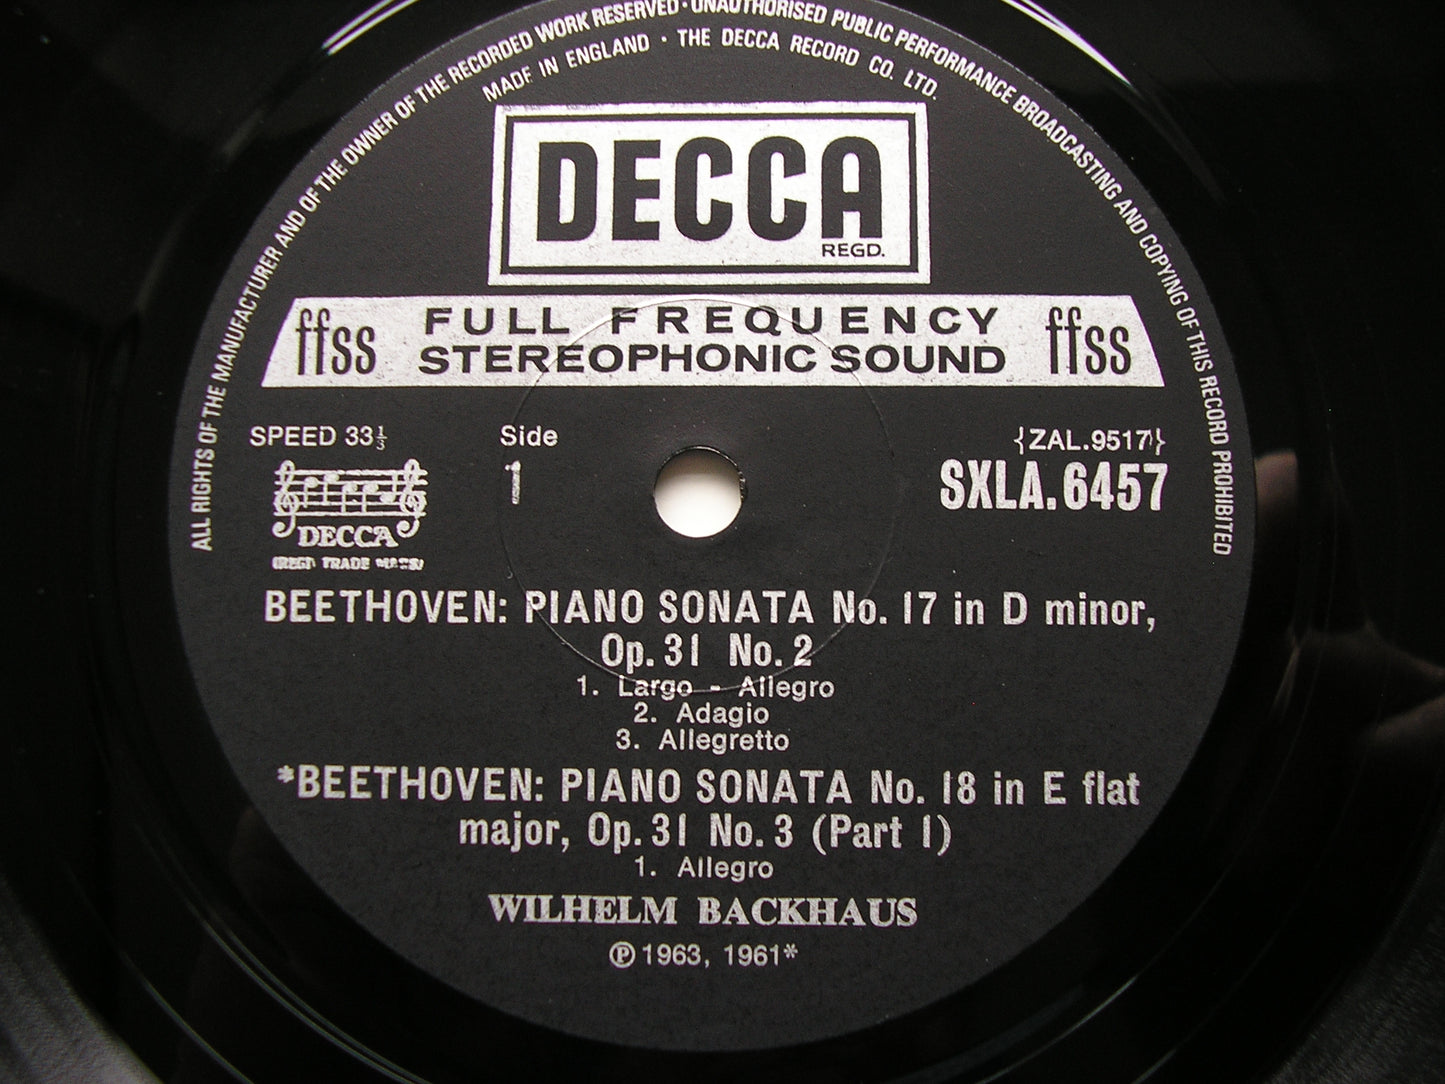 ALL RIGHTS OF THE MANUFACTURER AND OF THE OWNER OF THE RECORDED WORK RESERVED · UNAUTHORISED PUBLIC PERFORMANCE BROADCASTING AND COPYING OF THIS RECORD PROHIBITED
MADE IN ENGLAND · THE DECCA RECORD CO. LTD.
DECCA
REGD.
ffss FULL FREQUENCY ffss
STEREOPHONIC SOUND
SPEED 33⅓ Side {ZAL.9517}
1 SXLA.6457
DECCA
(REGD. TRADE MARKS)
BEETHOVEN: PIANO SONATA No. 17 in D minor,
Op. 31 No. 2
1. Largo - Allegro
2. Adagio
3. Allegretto
*BEETHOVEN: PIANO SONATA No. 18 in E flat
major, Op. 31 No. 3 (Part 1)
1. Allegro
WILHELM BACKHAUS
℗ 1963, 1961*